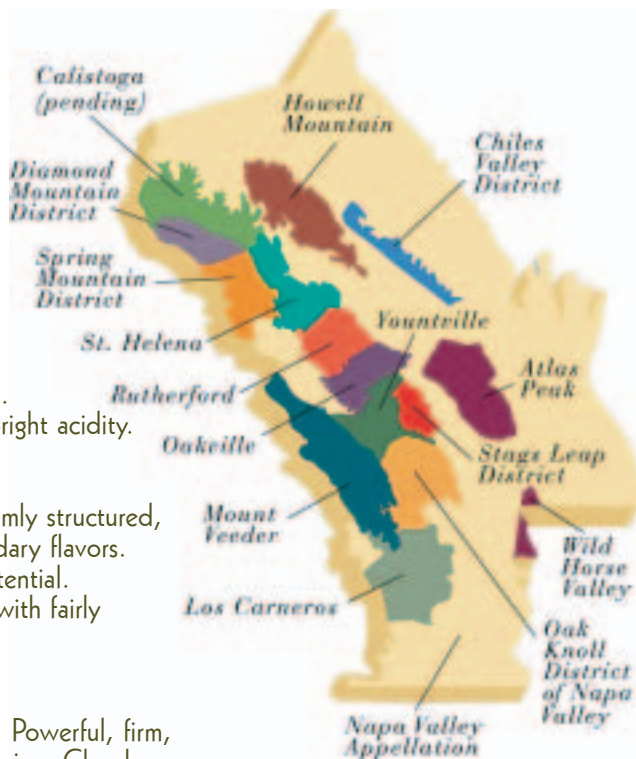 Calistoga
(pending)
Howell
Mountain
Chiles
Valley
District
Diamond
Mountain
District
Spring
Mountain
District
St. Helena
Yountville
Rutherford
Atlas
Peak
Oakville
Stags Leap
District
Mount
Veeder
Wild
Horse
Valley
Los Carneros
Oak
Knoll
District
of Napa
Valley
Napa Valley
Appellation
.
right acidity.
mly structured,
dary flavors.
tential.
with fairly
Powerful, firm,